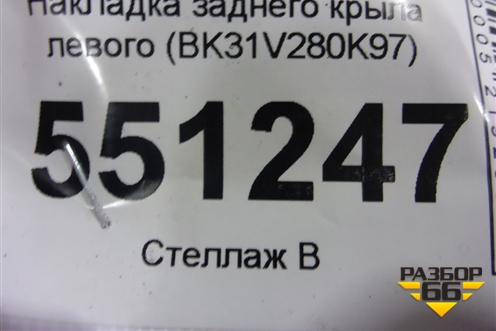 Накладка заднего крыла
левого (BK31V280K97)
551247
Стеллаж В
РАЗБОР
66